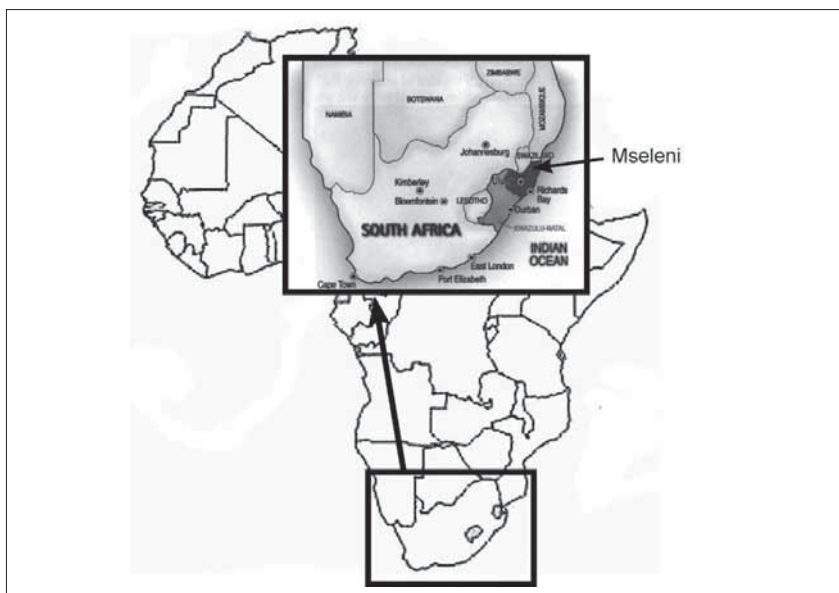 ZIMBABWE
BOTSWANA
NAMIBIA
MOZAMBIQUE
Johannesburg
SWAZILAND
Mseleni
Kimberley
Bloemfontein
LESOTHO
Richards
Bay
Durban
SOUTH AFRICA
KWAZULU-NATAL
INDIAN
OCEAN
East London
Port Elizabeth
Cape Town